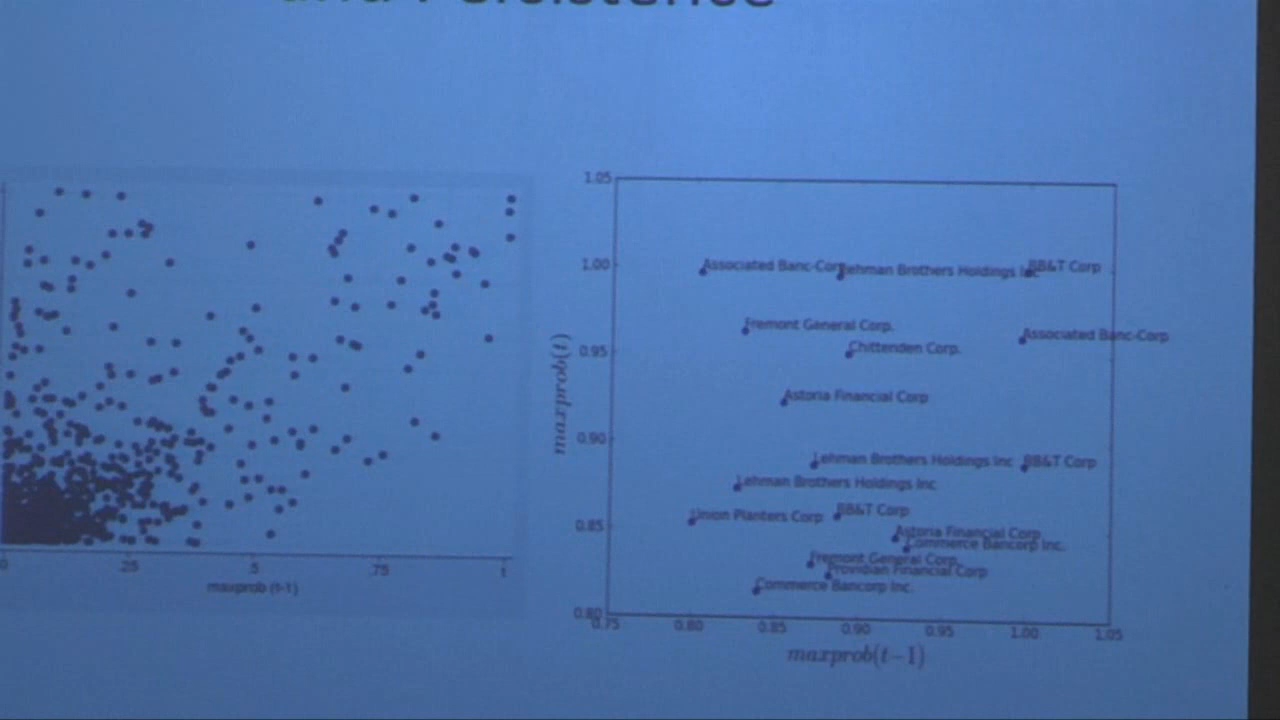 and Persistence
1.05
Associated Banc-Corp
Lehman Brothers Holdings Inc
BB&T Corp
1.00
Fremont General Corp.
Associated Banc-Corp
Chittenden Corp.
0.95
Astoria Financial Corp
0.90
Lehman Brothers Holdings Inc
BB&T Corp
Lehman Brothers Holdings Inc
Union Planters Corp
BB&T Corp
0.85
Astoria Financial Corp
Commerce Bancorp Inc.
Fremont General Corp.
Providian Financial Corp
Commerce Bancorp Inc.
0.80
maxprob(t)
0.75 0.80 0.85 0.90 0.95 1.00 1.05
maxprob(t−1)
0 .25 .5 .75 1
maxprob (t-1)